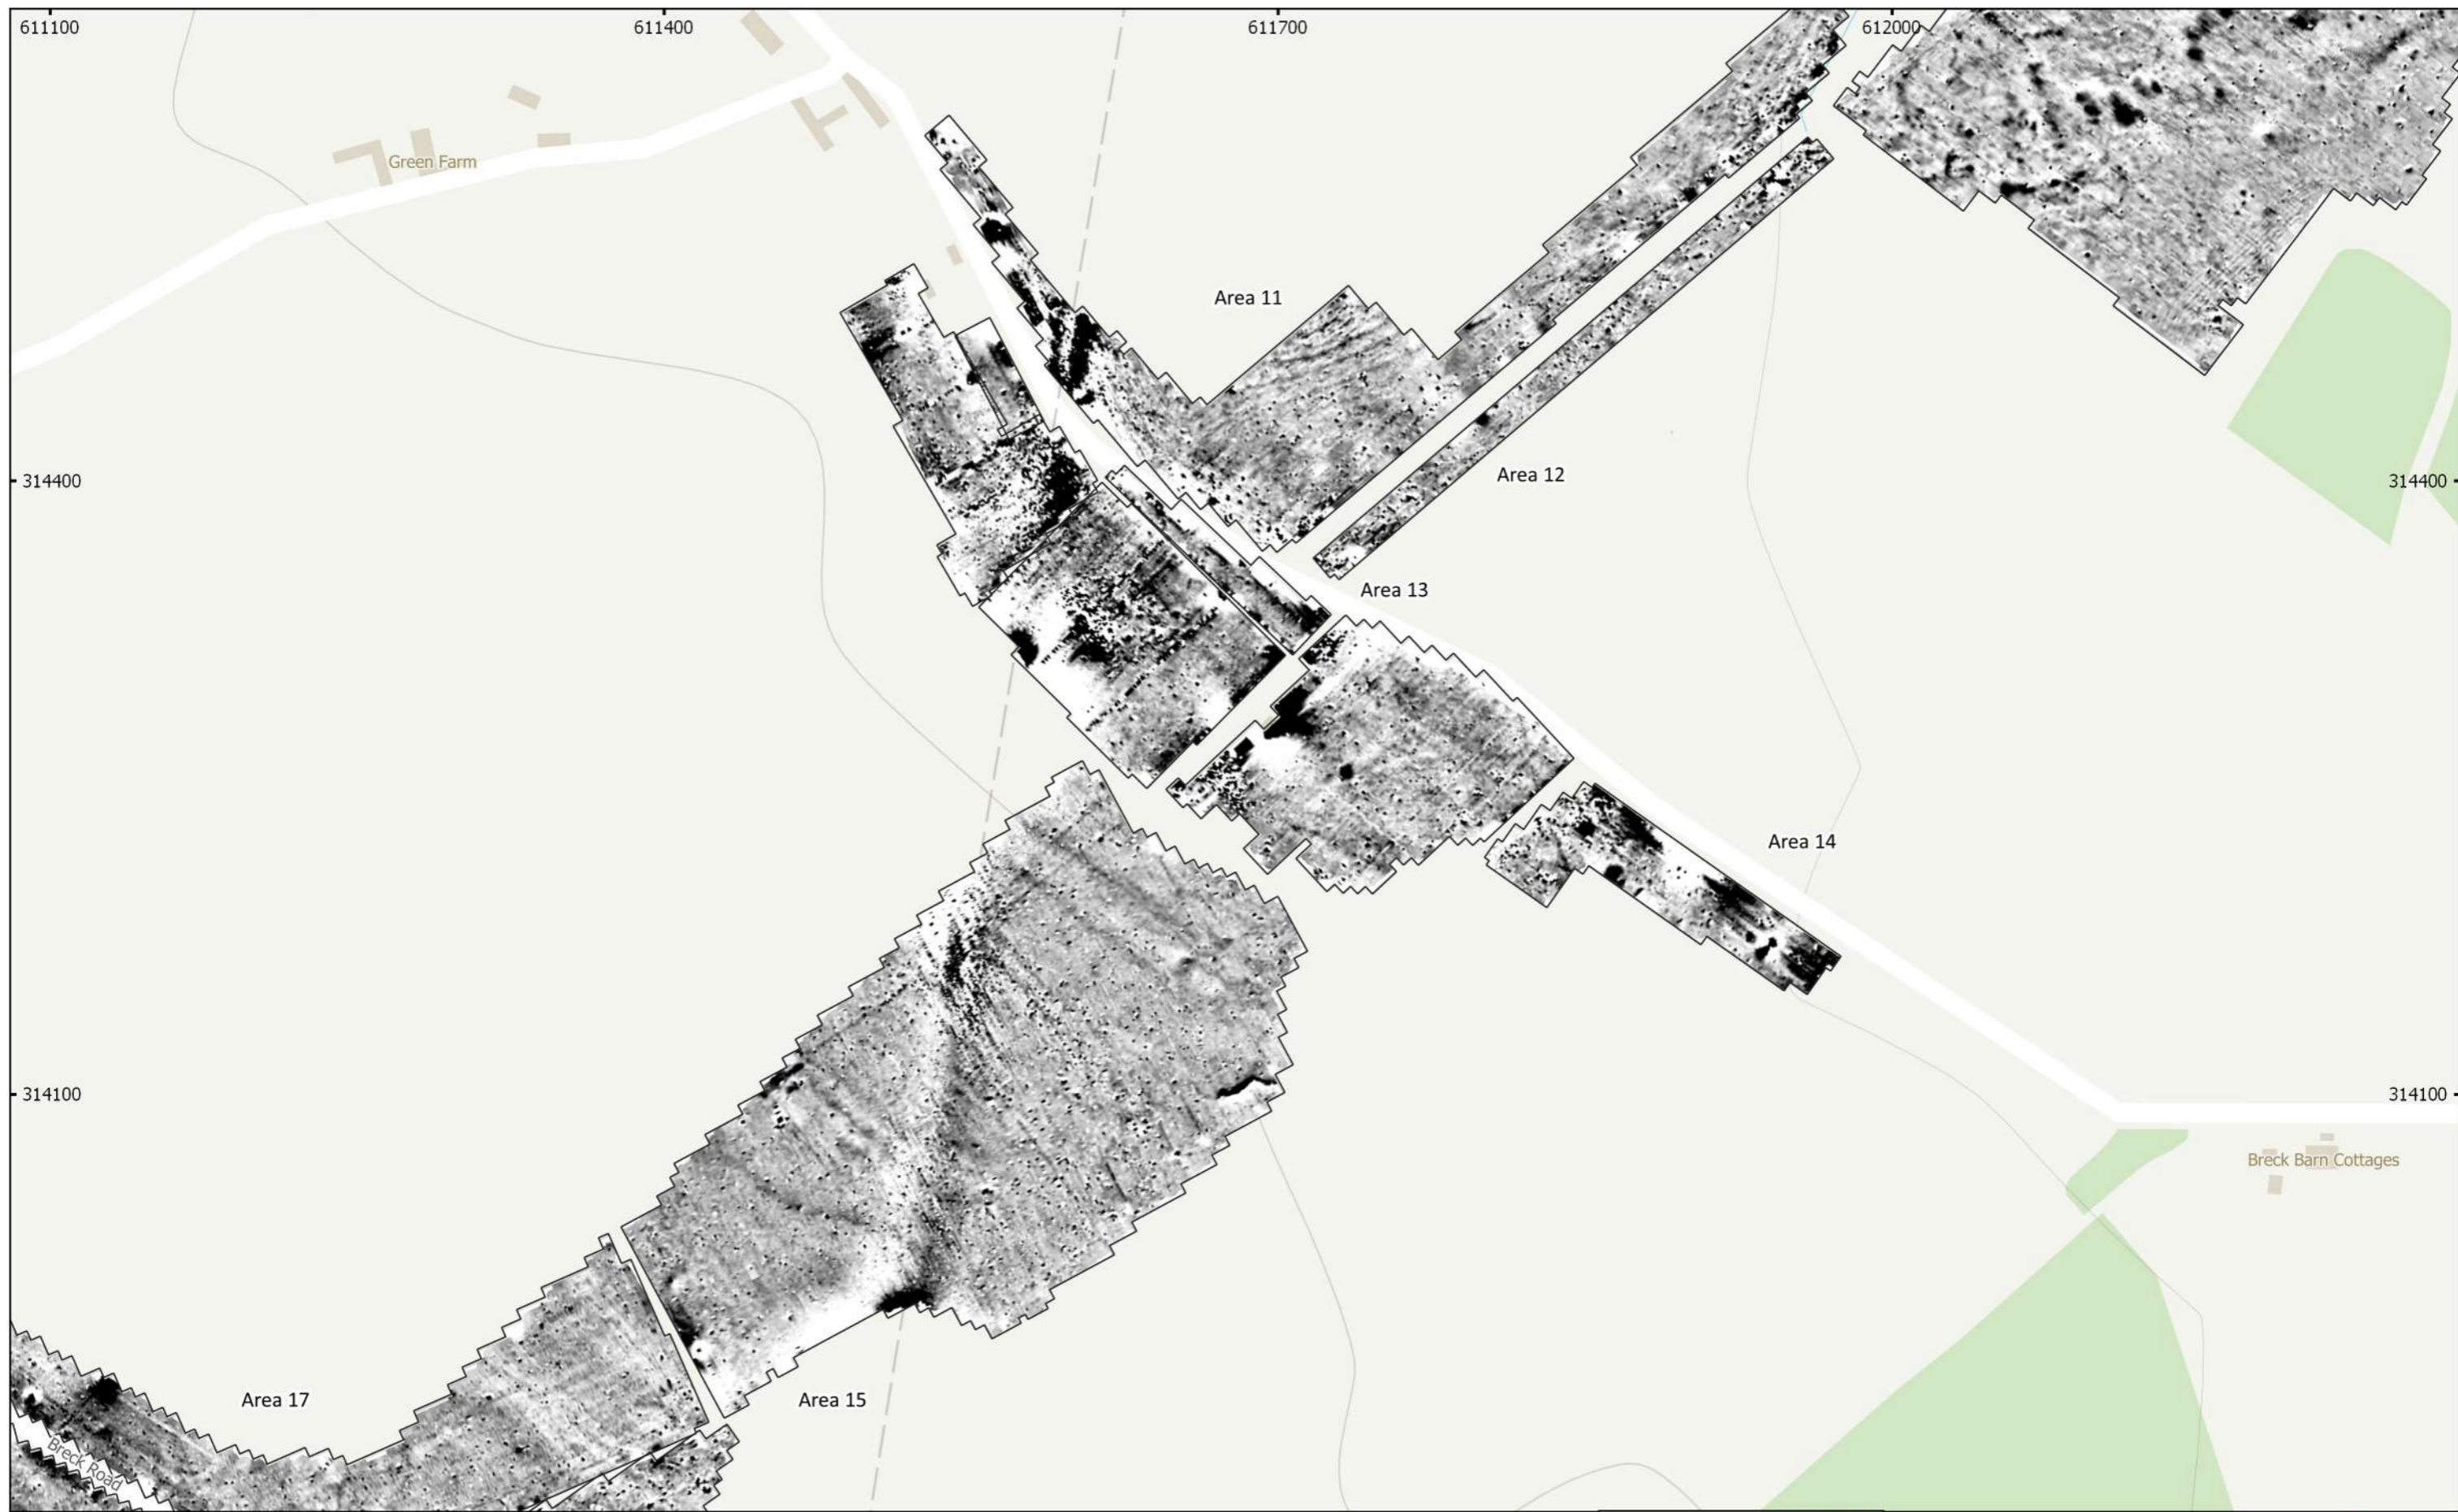 611100
611400
611700
612000
Green Farm
Area 11
314400
Area 12
314400
Area 13
Area 14
314100
314100
Breck Barn Cottages
Area 17
Area 15
Breck Road